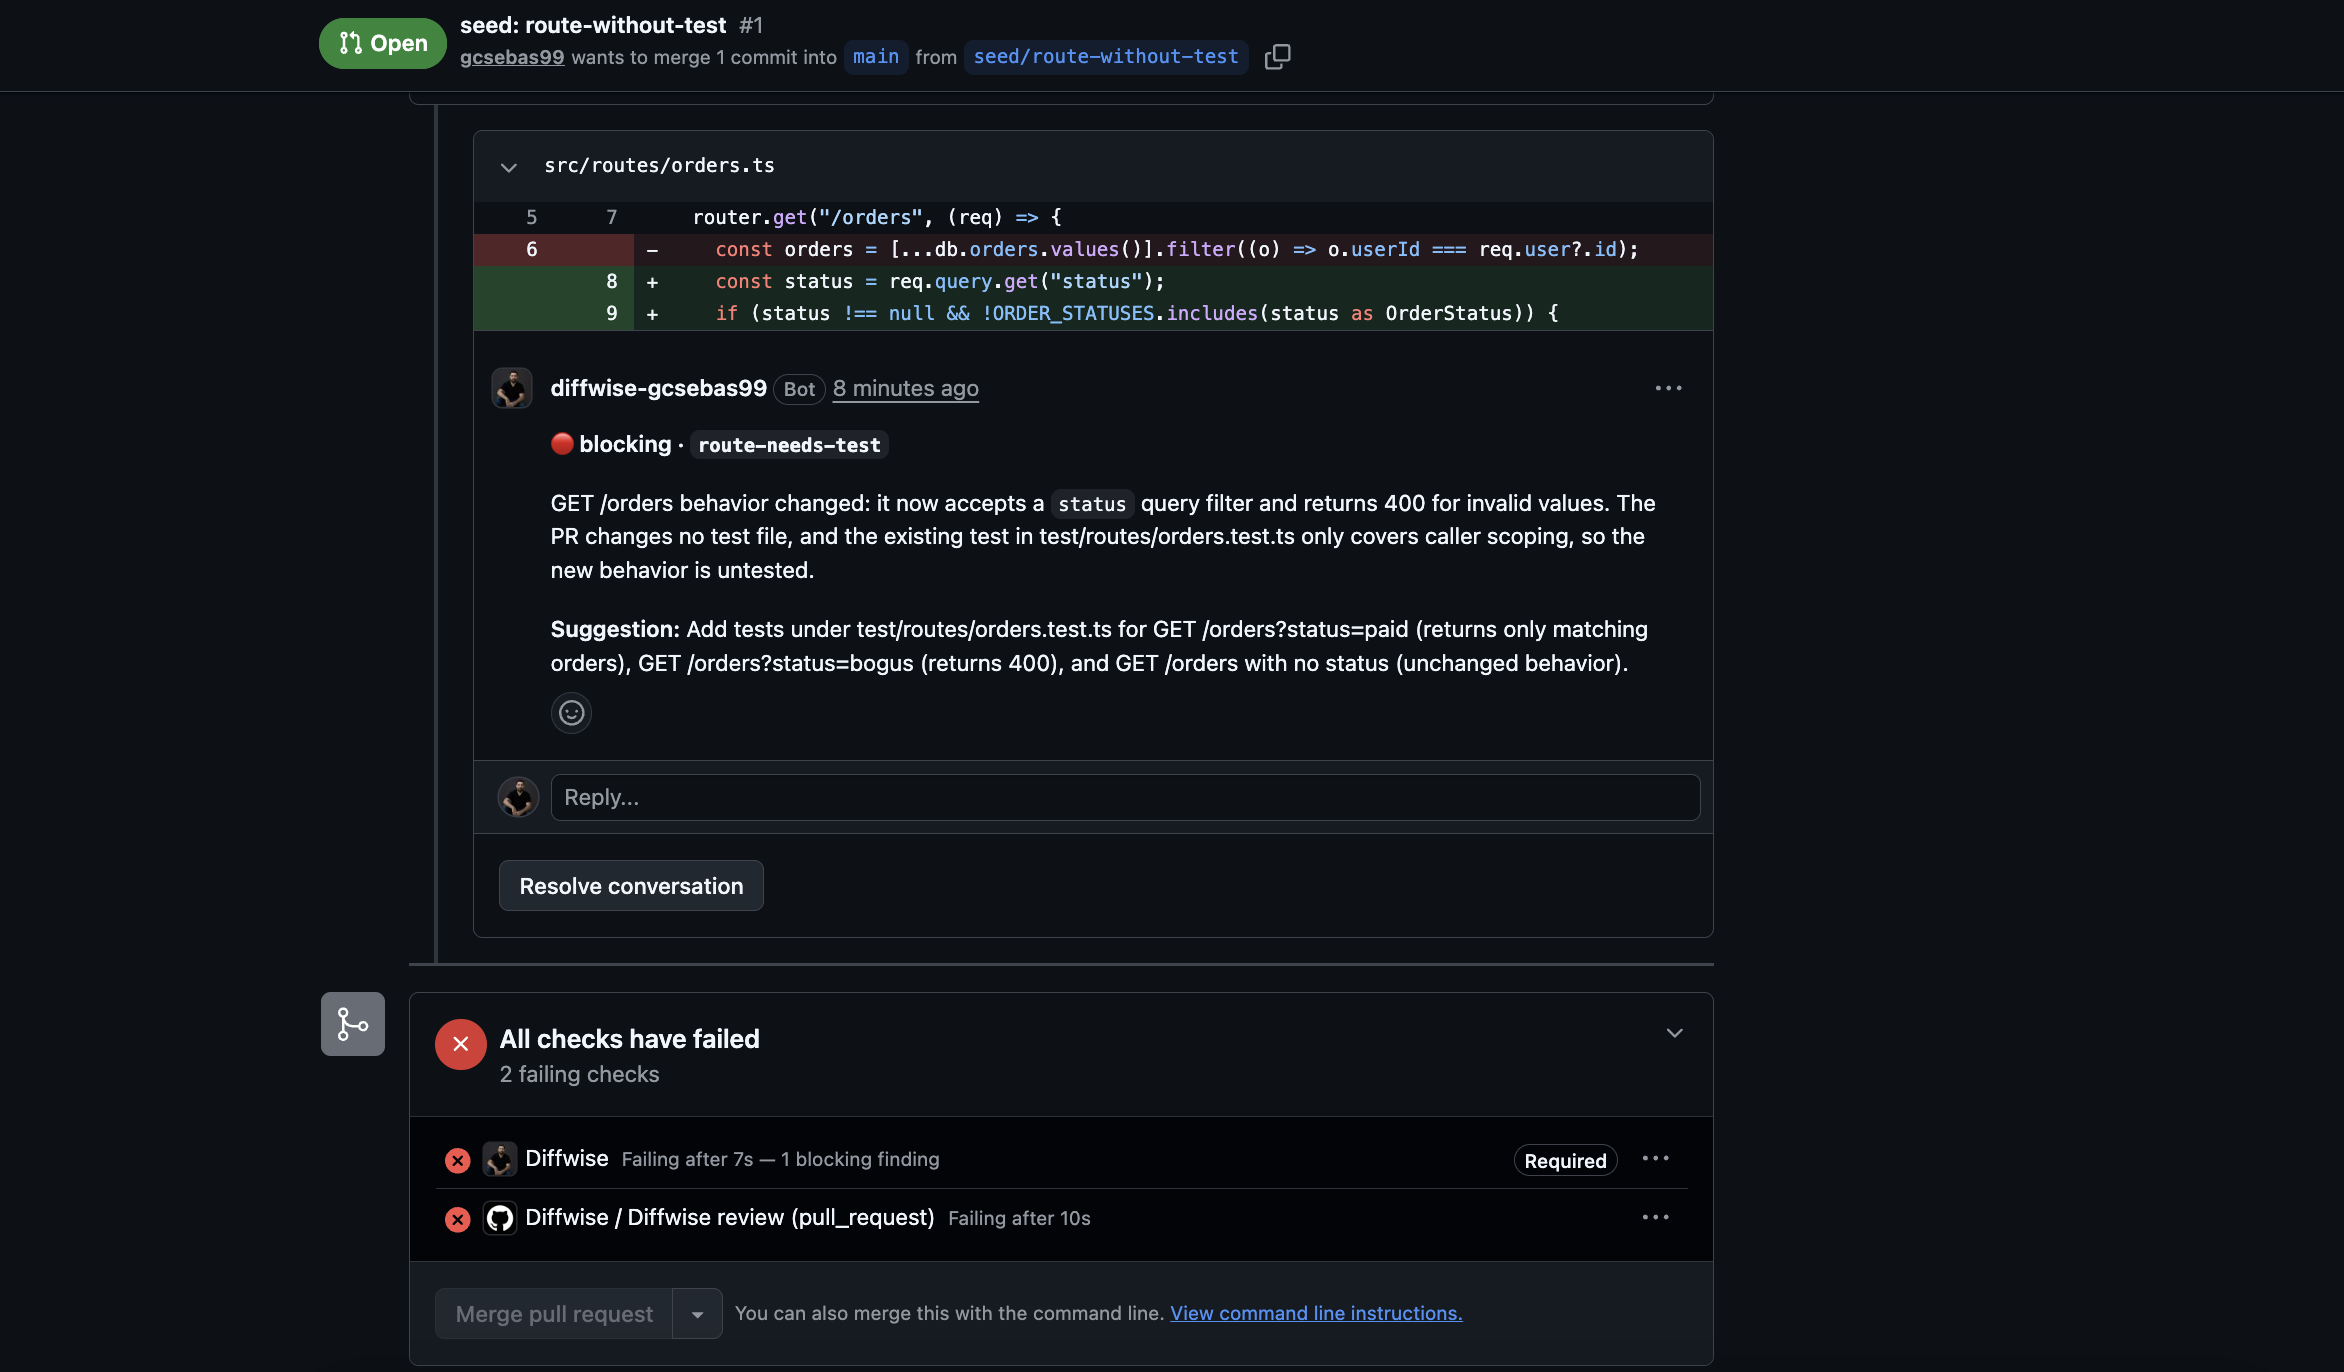 Open
seed: route-without-test #1
gcsebas99 wants to merge 1 commit into main from seed/route-without-test
src/routes/orders.ts
5 7 router.get("/orders", (req) => {
6 - const orders = [...db.orders.values()].filter((o) => o.userId === req.user?.id);
8 + const status = req.query.get("status");
9 + if (status !== null && !ORDER_STATUSES.includes(status as OrderStatus)) {
diffwise-gcsebas99 Bot 8 minutes ago
blocking · route-needs-test
GET /orders behavior changed: it now accepts a status query filter and returns 400 for invalid values. The
PR changes no test file, and the existing test in test/routes/orders.test.ts only covers caller scoping, so the
new behavior is untested.
Suggestion: Add tests under test/routes/orders.test.ts for GET /orders?status=paid (returns only matching
orders), GET /orders?status=bogus (returns 400), and GET /orders with no status (unchanged behavior).
Reply...
Resolve conversation
All checks have failed
2 failing checks
Diffwise Failing after 7s — 1 blocking finding Required
Diffwise / Diffwise review (pull_request) Failing after 10s
Merge pull request You can also merge this with the command line. View command line instructions.